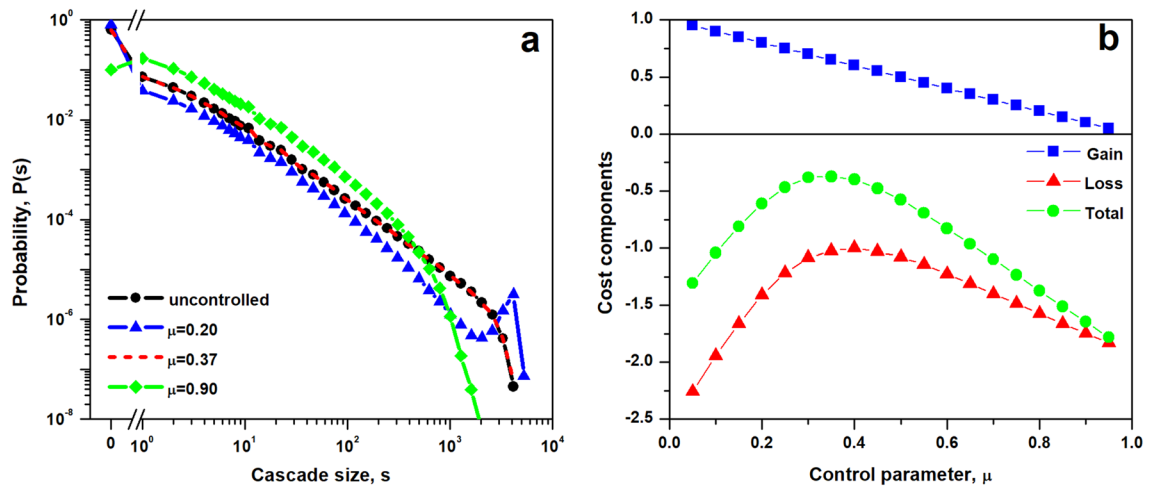 a
10^0
10^-2
10^-4
10^-6
10^-8
Probability, P(s)
uncontrolled
μ=0.20
μ=0.37
μ=0.90
0
10^0
10^1
10^2
10^3
10^4
Cascade size, s
b
1.0
0.5
0.0
-0.5
-1.0
-1.5
-2.0
-2.5
Cost components
Gain
Loss
Total
0.0
0.2
0.4
0.6
0.8
1.0
Control parameter, μ